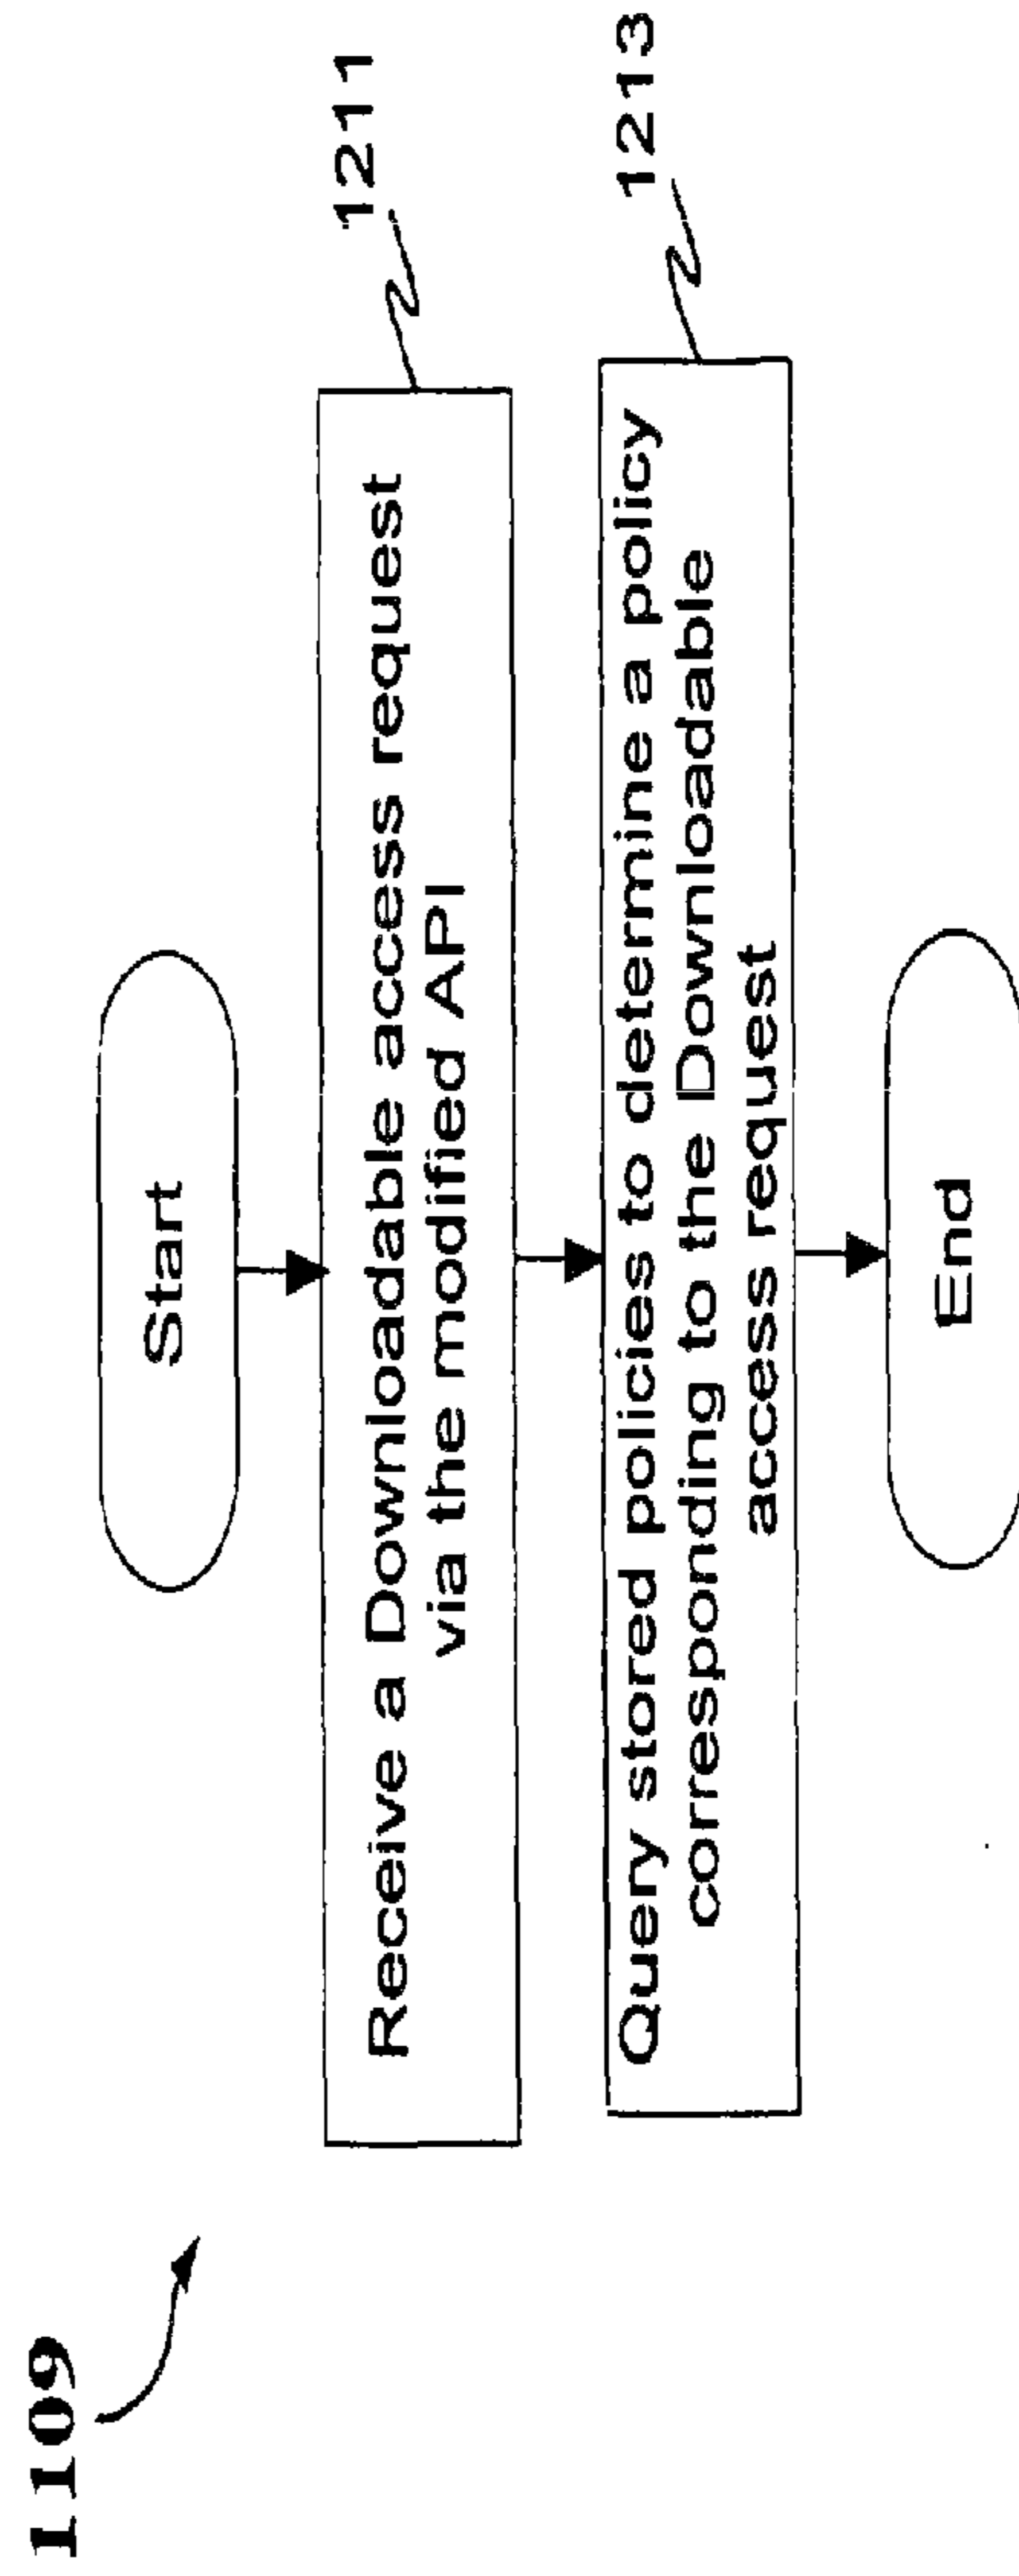 1109
Start
Receive a Downloadable access request
via the modified API
1211
Query stored policies to determine a policy
corresponding to the Downloadable
access request
1213
End